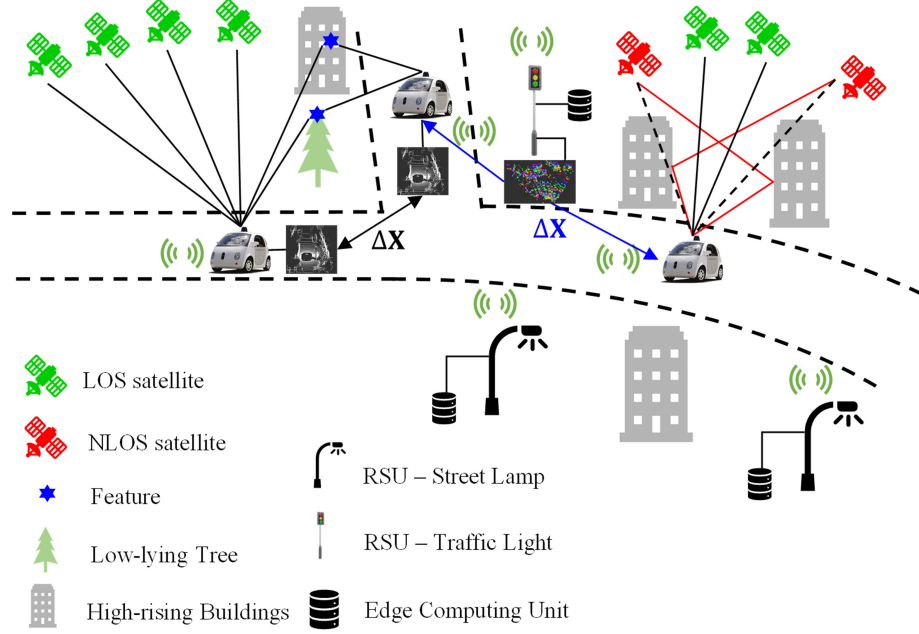 ΔX
ΔX
LOS satellite
NLOS satellite
Feature
Low-lying Tree
High-rising Buildings
RSU – Street Lamp
RSU – Traffic Light
Edge Computing Unit